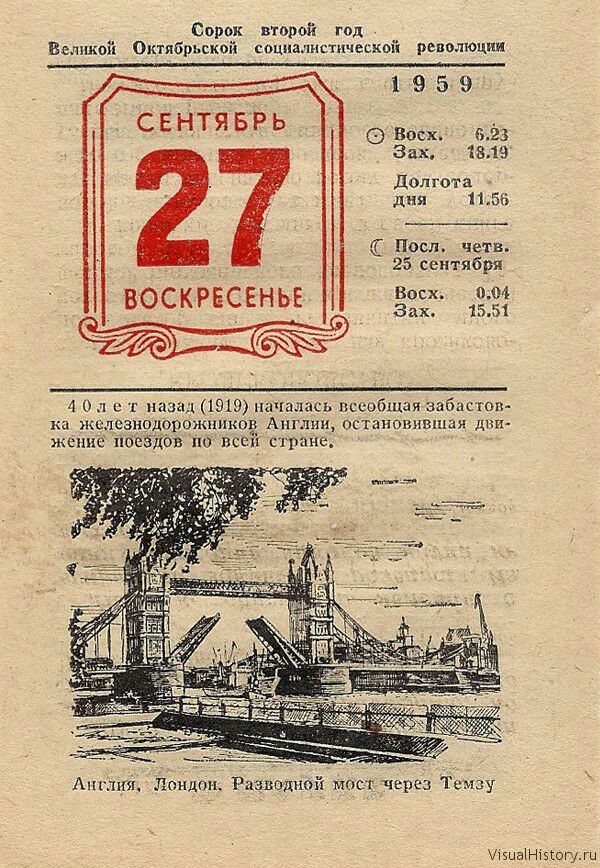 Сорок второй год
Великой Октябрьской социалистической революции
СЕНТЯБРЬ
27
ВОСКРЕСЕНЬЕ
1959
Восх. 6.23
Зах. 18.19
Долгота
дня 11.56
Посл. четв.
25 сентября
Восх. 0.04
Зах. 15.51
40 лет назад (1919) началась всеобщая забастов-
ка железнодорожников Англии, остановившая дви-
жение поездов по всей стране.
Англия, Лондон. Разводной мост через Темзу
VisualHistory.ru